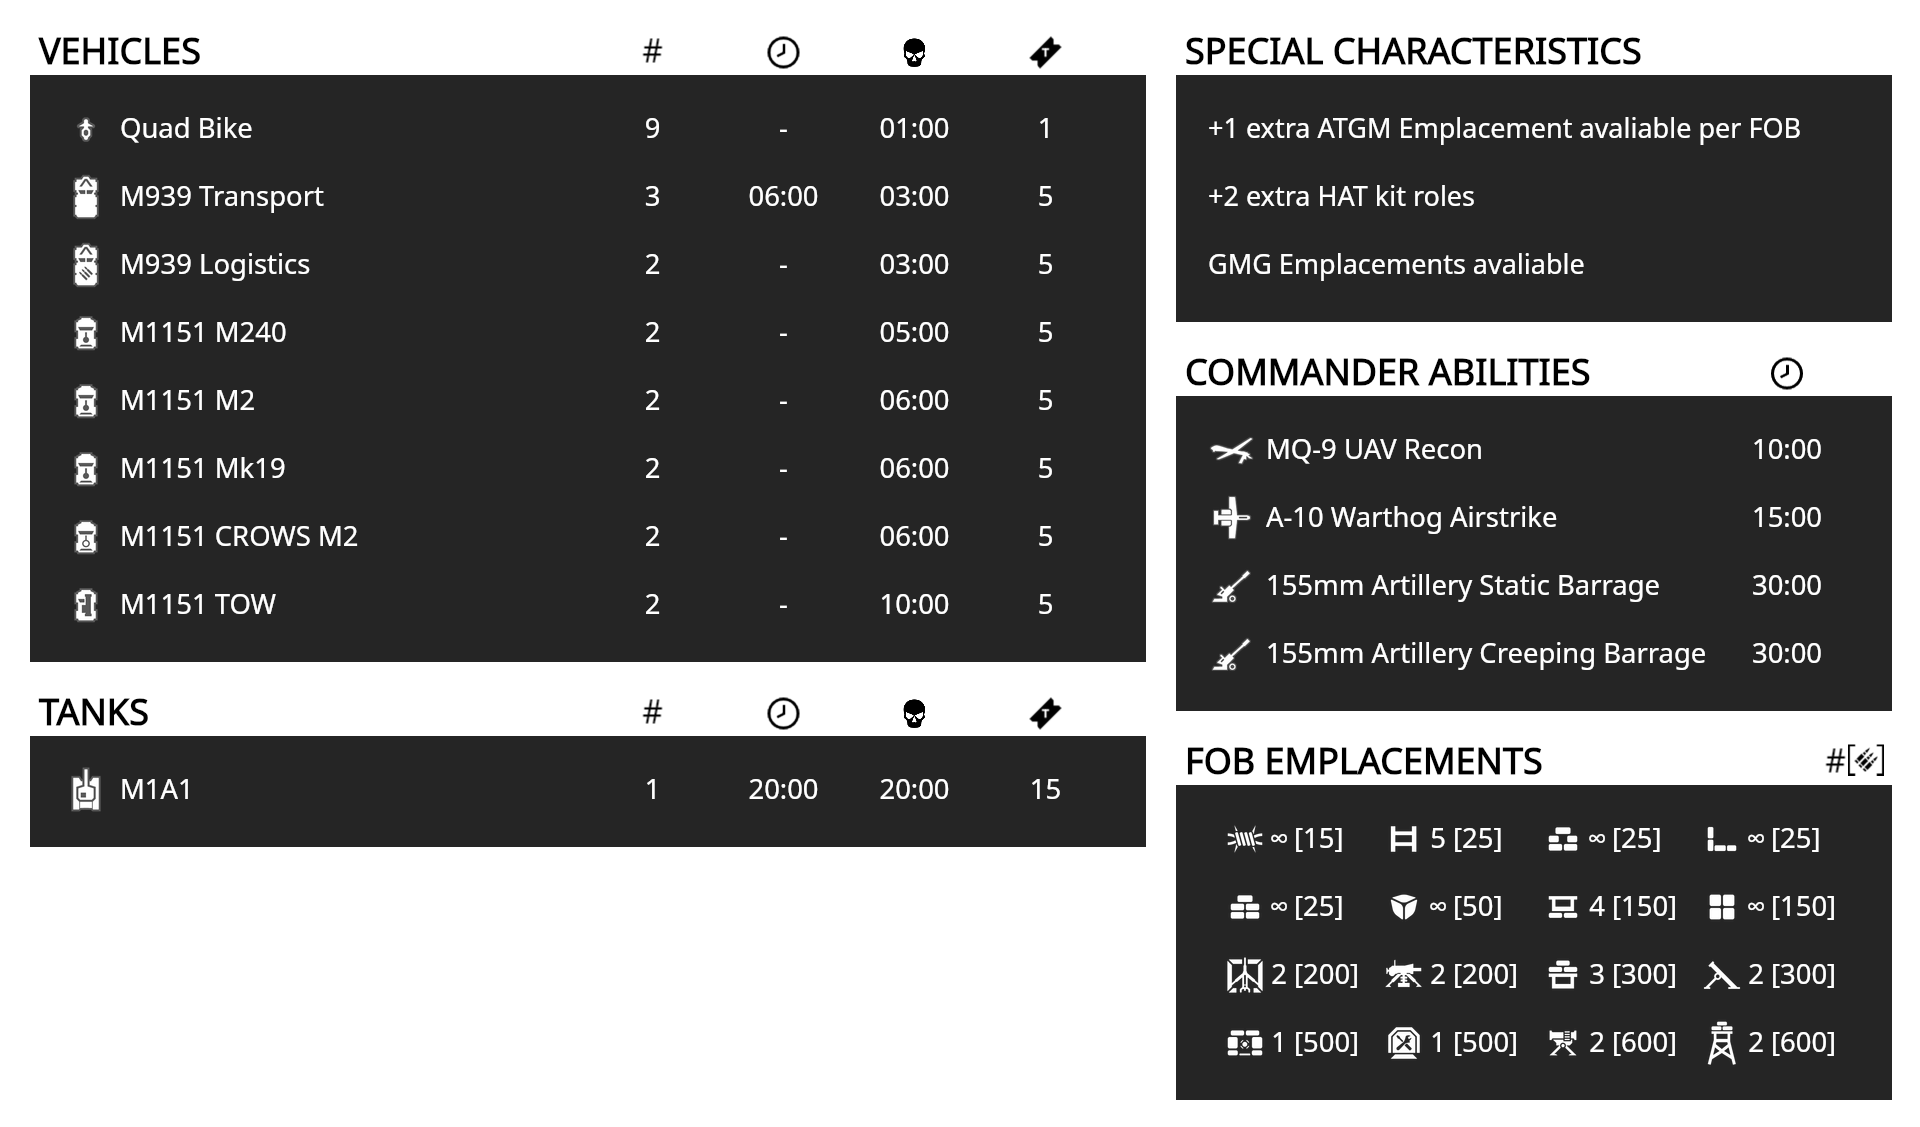 VEHICLES #
Quad Bike 9 - 01:00 1
M939 Transport 3 06:00 03:00 5
M939 Logistics 2 - 03:00 5
M1151 M240 2 - 05:00 5
M1151 M2 2 - 06:00 5
M1151 Mk19 2 - 06:00 5
M1151 CROWS M2 2 - 06:00 5
M1151 TOW 2 - 10:00 5
TANKS #
M1A1 1 20:00 20:00 15
SPECIAL CHARACTERISTICS
+1 extra ATGM Emplacement avaliable per FOB
+2 extra HAT kit roles
GMG Emplacements avaliable
COMMANDER ABILITIES
MQ-9 UAV Recon 10:00
A-10 Warthog Airstrike 15:00
155mm Artillery Static Barrage 30:00
155mm Artillery Creeping Barrage 30:00
FOB EMPLACEMENTS #[]
∞ [15] 5 [25] ∞ [25] ∞ [25]
∞ [25] ∞ [50] 4 [150] ∞ [150]
2 [200] 2 [200] 3 [300] 2 [300]
1 [500] 1 [500] 2 [600] 2 [600]